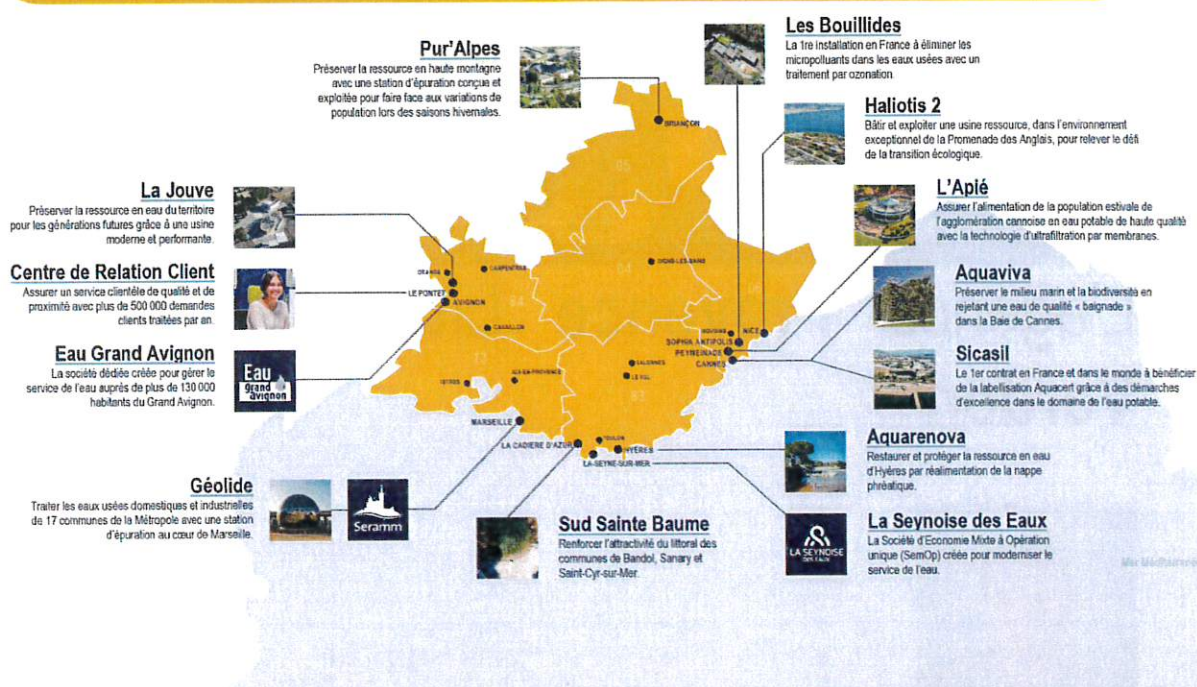 Pur'Alpes
Préserver la ressource en haute montagne
avec une station d'épuration conçue et
exploitée pour faire face aux variations de
population lors des saisons hivernales.
Les Bouillides
La 1re installation en France à éliminer les
micropolluants dans les eaux usées avec un
traitement par ozonation.
Haliotis 2
Bâtir et exploiter une usine ressource, dans l'environnement
exceptionnel de la Promenade des Anglais, pour relever le défi
de la transition écologique.
La Jouve
Préserver la ressource en eau du territoire
pour les générations futures grâce à une usine
moderne et performante.
L'Apié
Assurer l'alimentation de la population estivale de
l'agglomération cannoise en eau potable de haute qualité
avec la technologie d'ultrafiltration par membranes.
Centre de Relation Client
Assurer un service clientèle de qualité et de
proximité avec plus de 500 000 demandes
clients traitées par an.
Aquaviva
Préserver le milieu marin et la biodiversité en
rejetant une eau de qualité « baignade »
dans la Baie de Cannes.
Eau Grand Avignon
La société dédiée créée pour gérer le
service de l'eau auprès de plus de 130 000
habitants du Grand Avignon.
Eau
grand
avignon
Sicasil
Le 1er contrat en France et dans le monde à bénéficier
de la labellisation Aquacert grâce à des démarches
d'excellence dans le domaine de l'eau potable.
BRIANÇON
05
DIGNE-LES-BAINS
04
ORANGE
CARPENTRAS
LE PONTET
AVIGNON
84
CAVAILLON
13
ISTRES
AIX-EN-PROVENCE
MARSEILLE
MOUGINS
NICE
SOPHIA ANTIPOLIS
PEYMEINADE
CANNES
SALERNES
LE VAL
83
LA CADIERE D'AZUR
TOULON
HYÈRES
LA-SEYNE-SUR-MER
Aquarenova
Restaurer et protéger la ressource en eau
d'Hyères par réalimentation de la nappe
phréatique.
Géolide
Traiter les eaux usées domestiques et industrielles
de 17 communes de la Métropole avec une station
d'épuration au cœur de Marseille.
Seramm
Sud Sainte Baume
Renforcer l'attractivité du littoral des
communes de Bandol, Sanary et
Saint-Cyr-sur-Mer.
LA SEYNOISE
DES EAUX
La Seynoise des Eaux
La Société d'Economie Mixte à Opération
unique (SemOp) créée pour moderniser le
service de l'eau.